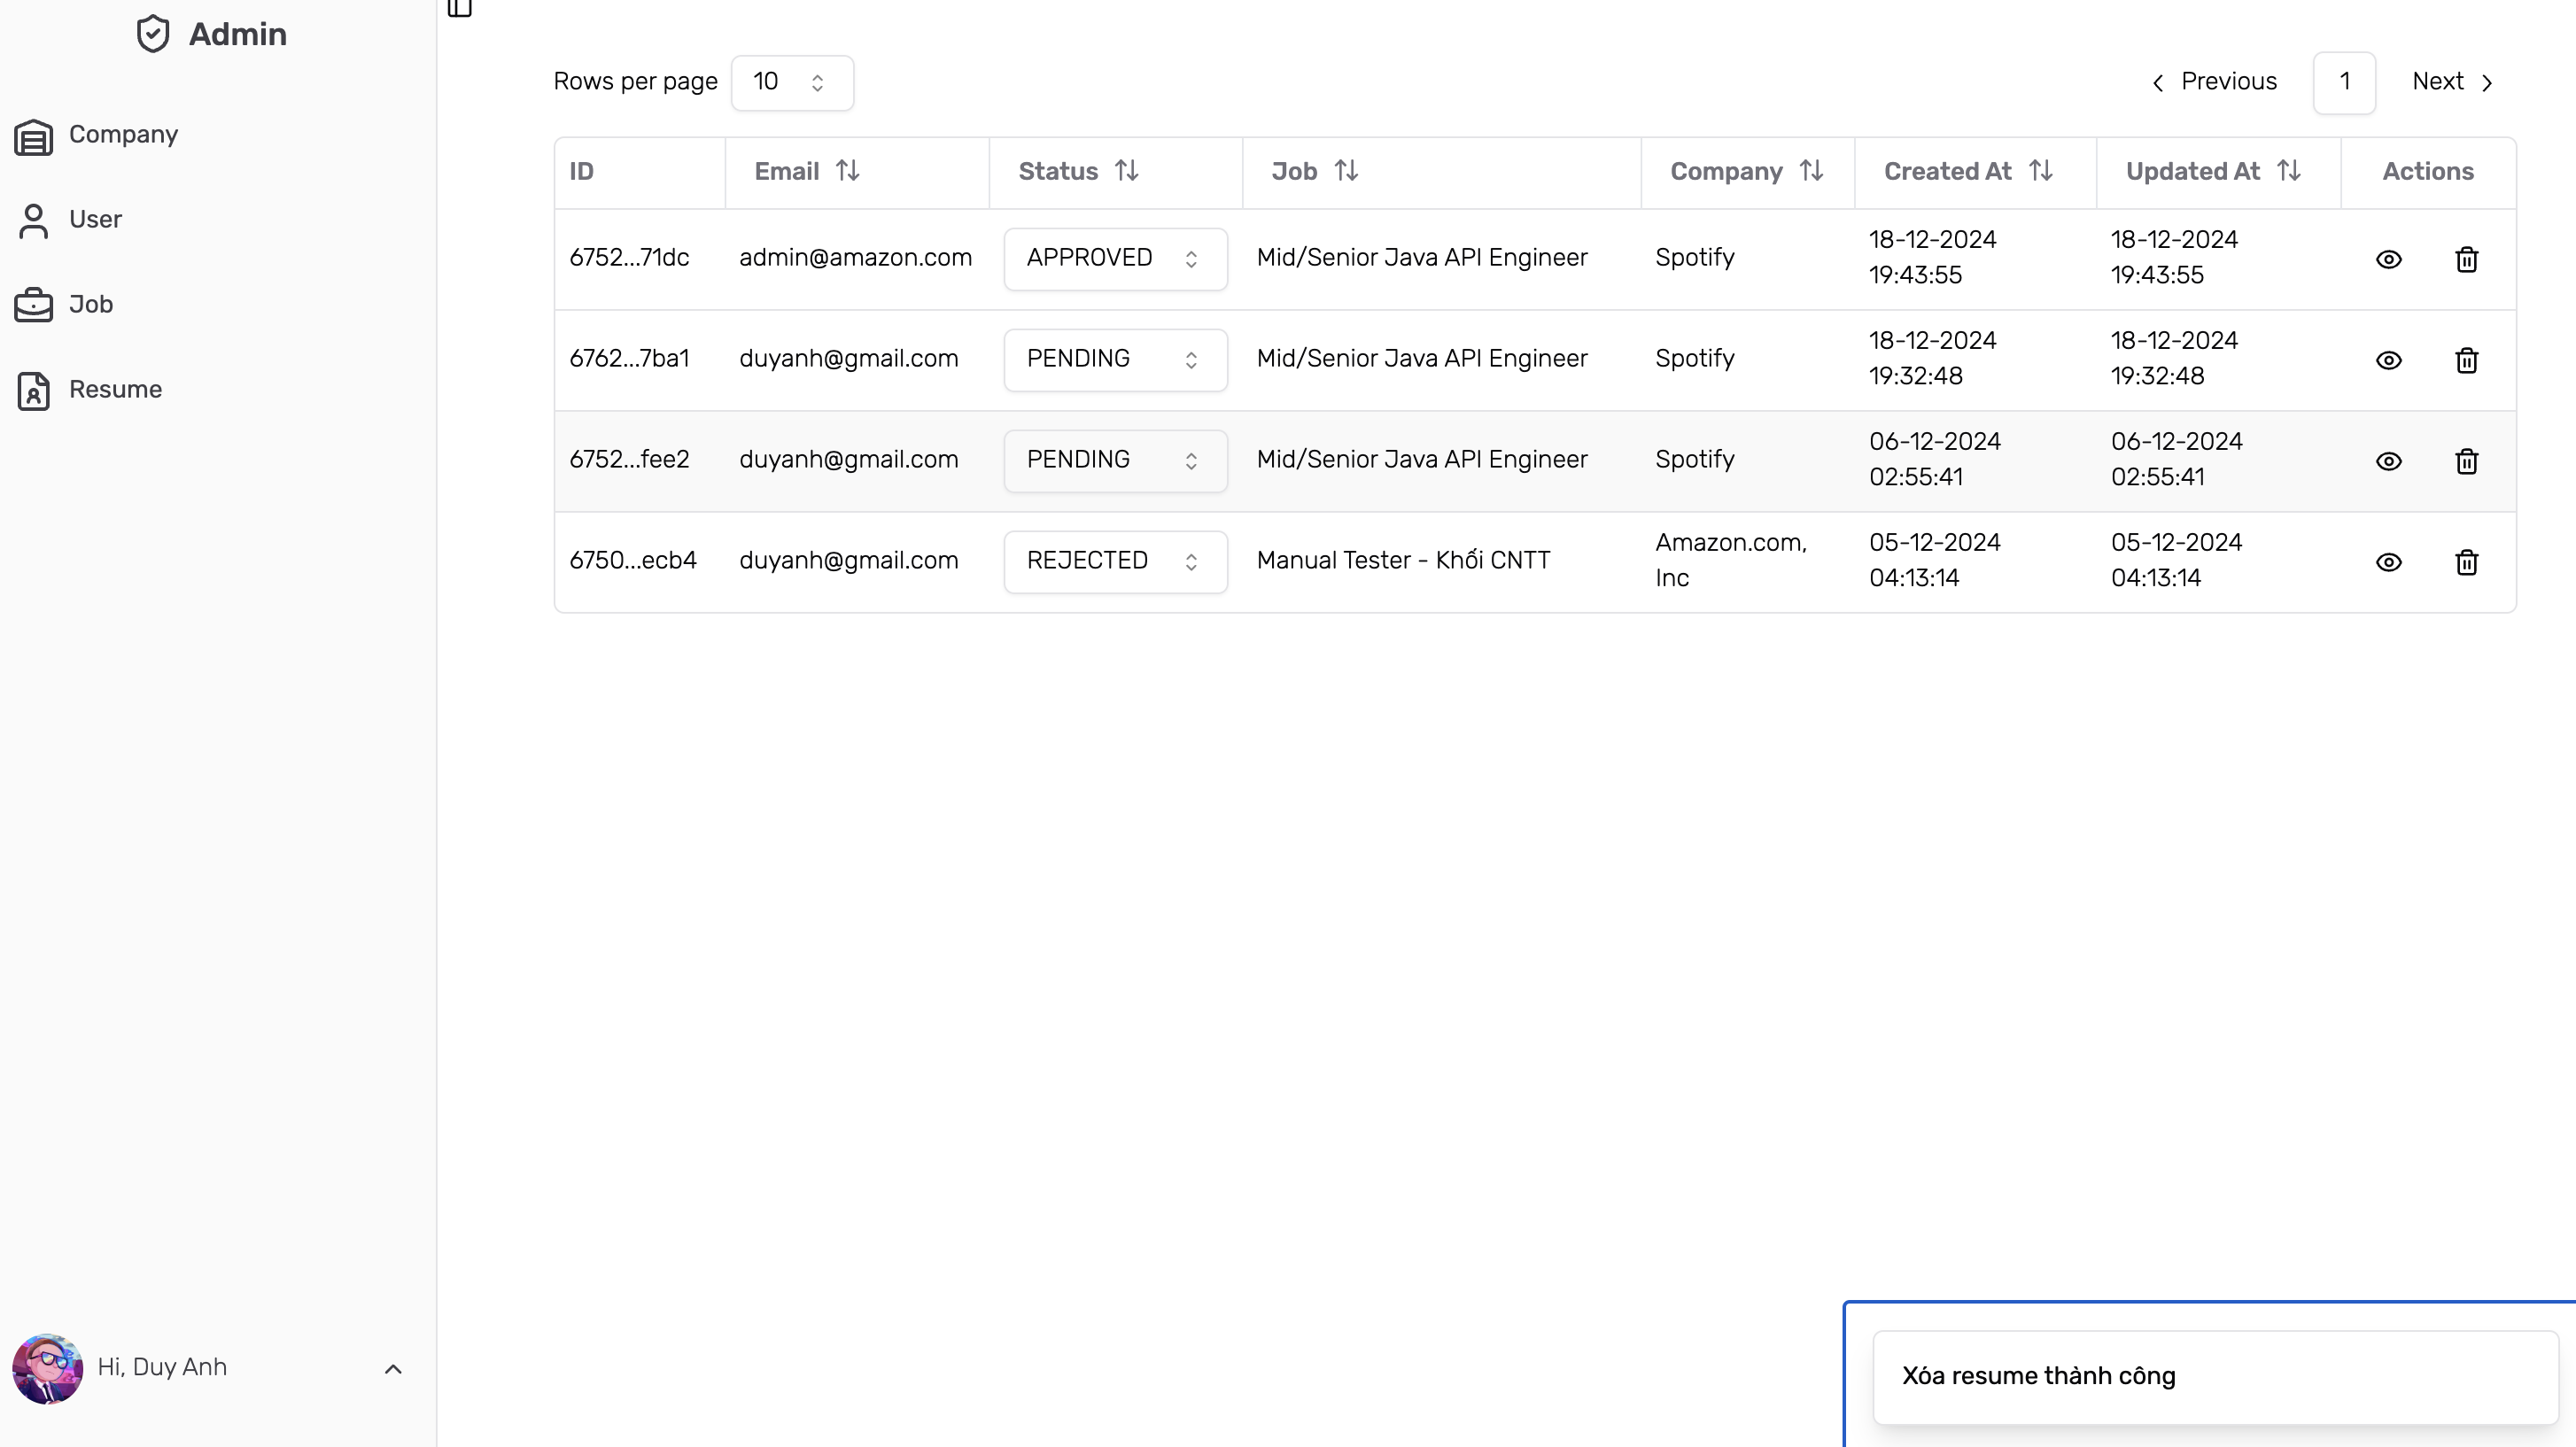 Admin
Company
User
Job
Resume
Hi, Duy Anh
Rows per page 10
Previous 1 Next
ID Email Status Job Company Created At Updated At Actions
6752...71dc admin@amazon.com APPROVED Mid/Senior Java API Engineer Spotify 18-12-2024 19:43:55 18-12-2024 19:43:55
6762...7ba1 duyanh@gmail.com PENDING Mid/Senior Java API Engineer Spotify 18-12-2024 19:32:48 18-12-2024 19:32:48
6752...fee2 duyanh@gmail.com PENDING Mid/Senior Java API Engineer Spotify 06-12-2024 02:55:41 06-12-2024 02:55:41
6750...ecb4 duyanh@gmail.com REJECTED Manual Tester - Khối CNTT Amazon.com, Inc 05-12-2024 04:13:14 05-12-2024 04:13:14
Xóa resume thành công